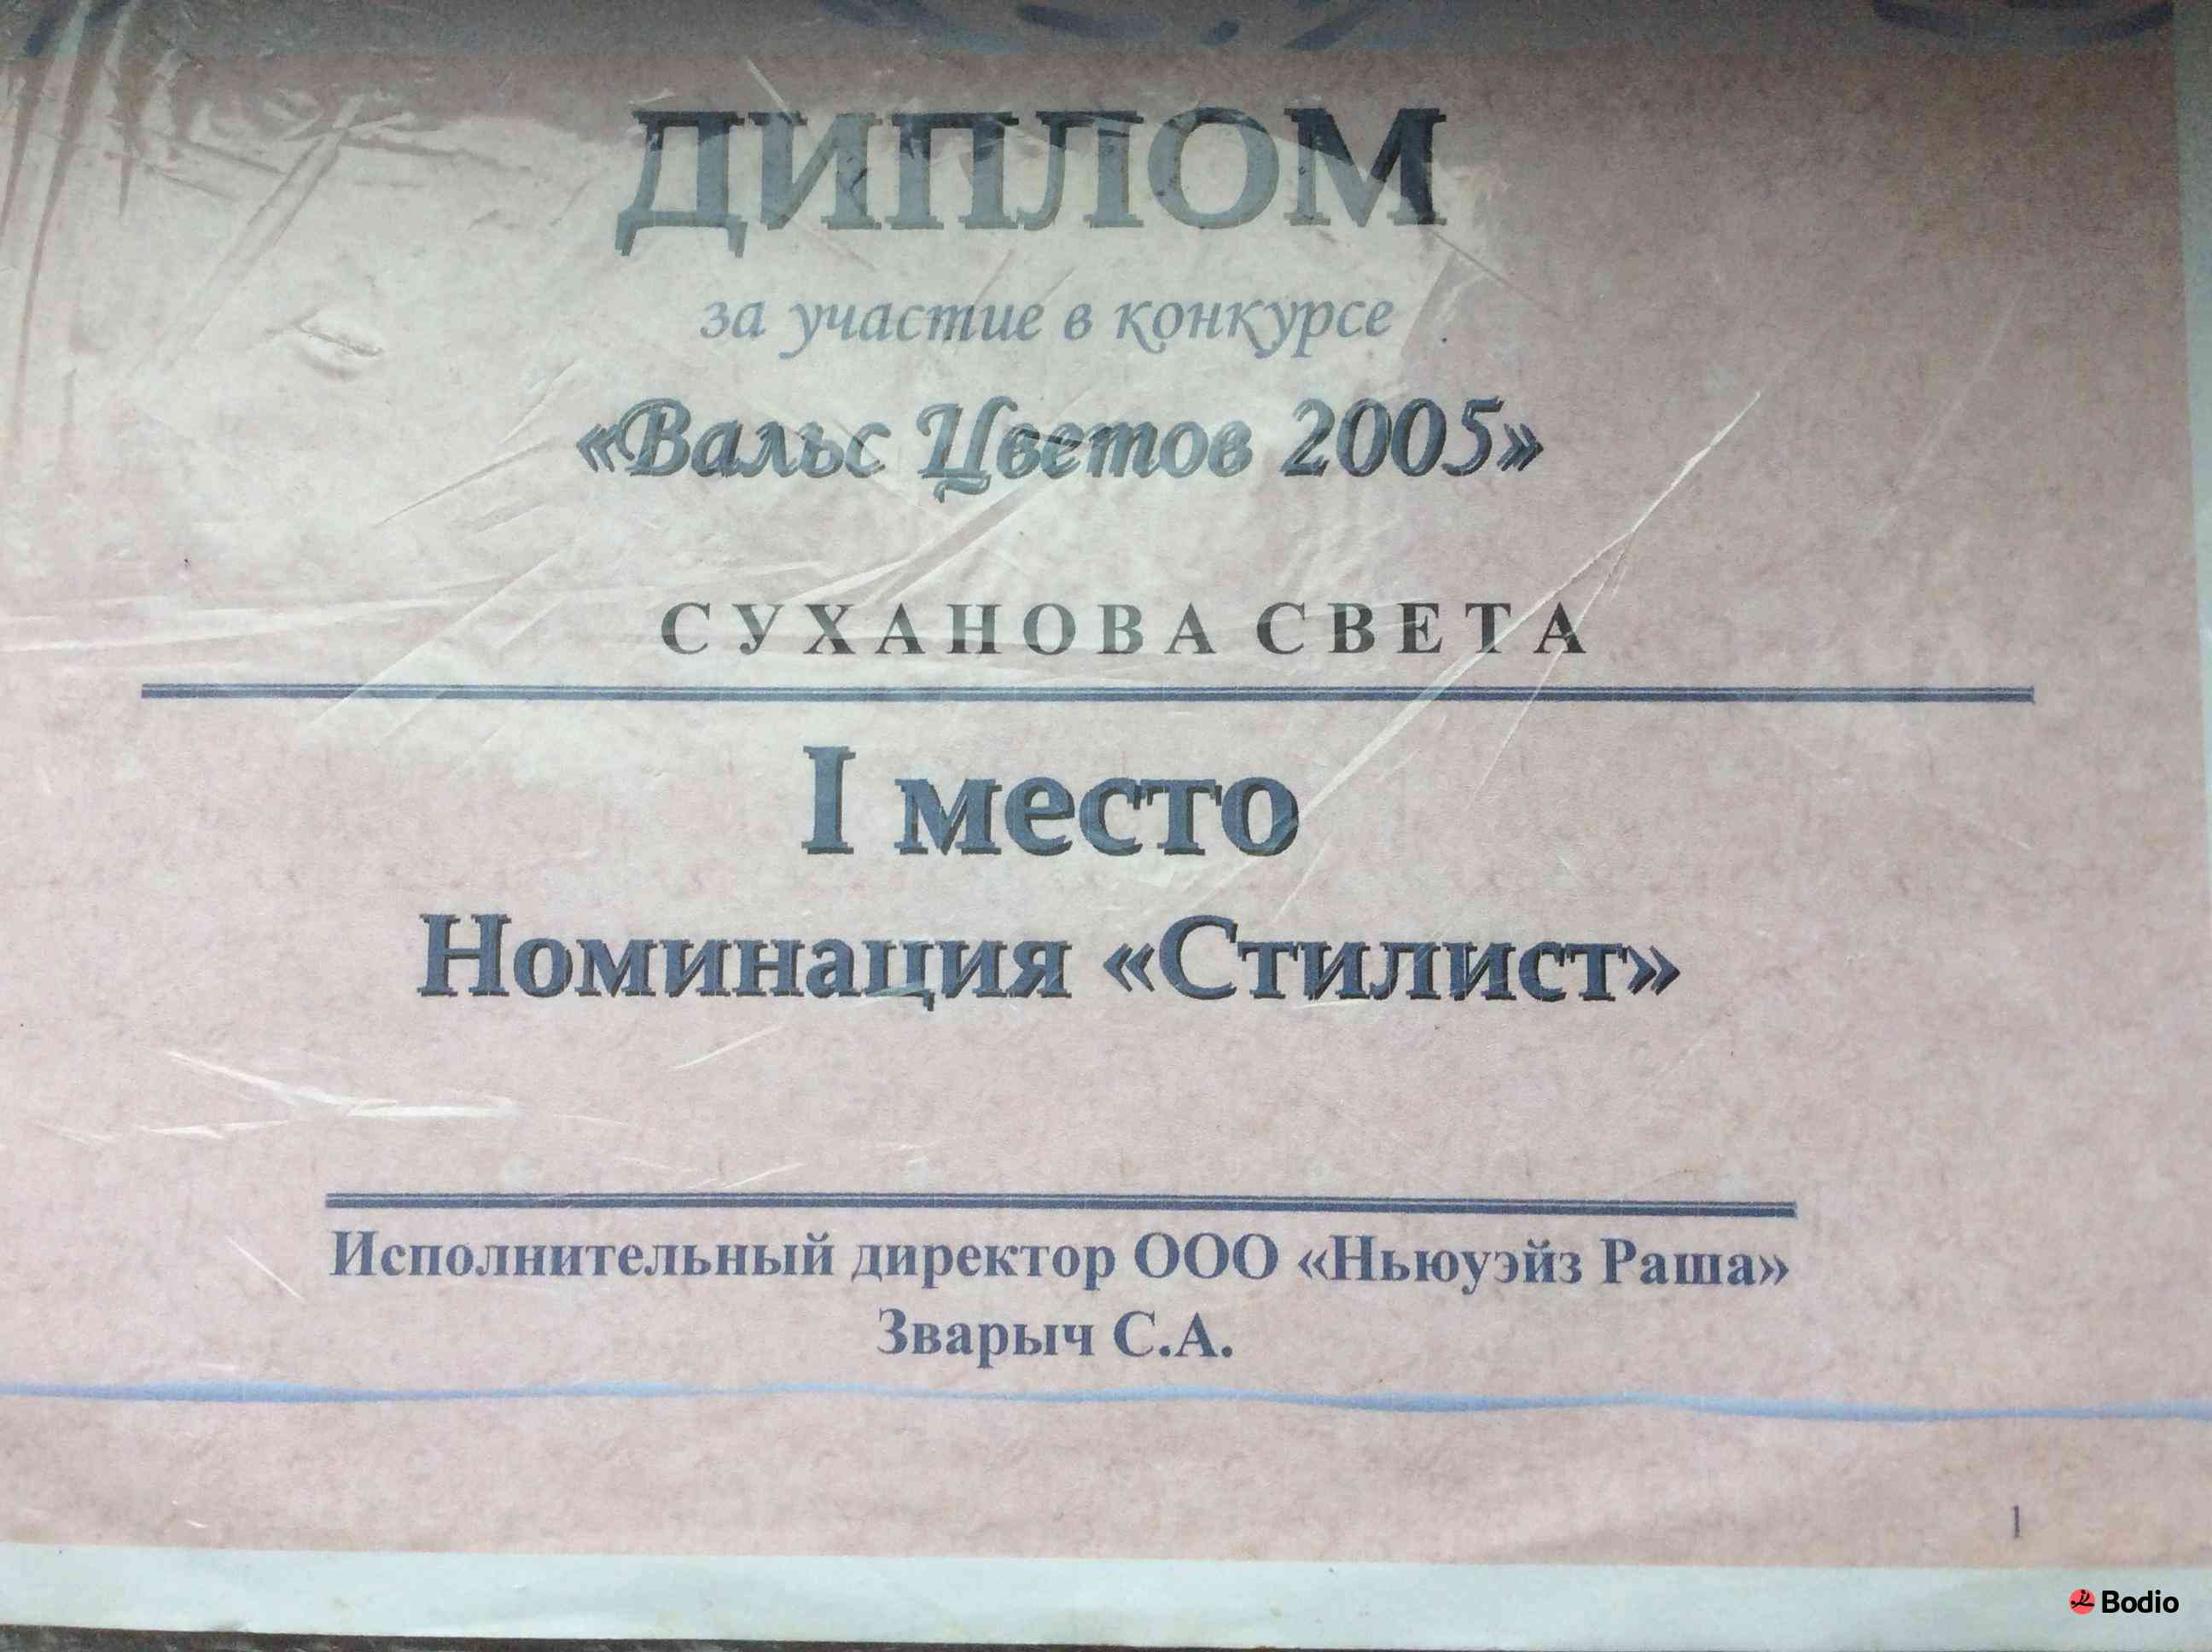 ДИПЛОМ
за участие в конкурсе
«Вальс Цветов 2005»
СУХАНОВА СВЕТА
I место
Номинация «Стилист»
Исполнительный директор ООО «Ньюуэйз Раша»
Зварыч С.А.
1
Bodio